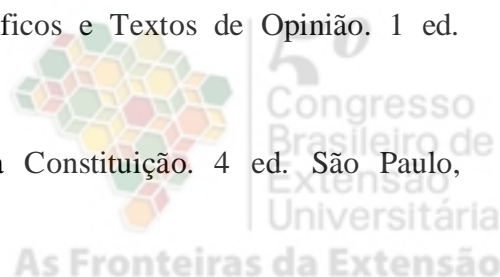 ficos e Textos de Opinião. 1 ed.
5º
Congresso
Brasileiro de
a Constituição. 4 ed. São Paulo,
Extensão
Universitária
As Fronteiras da Extensão